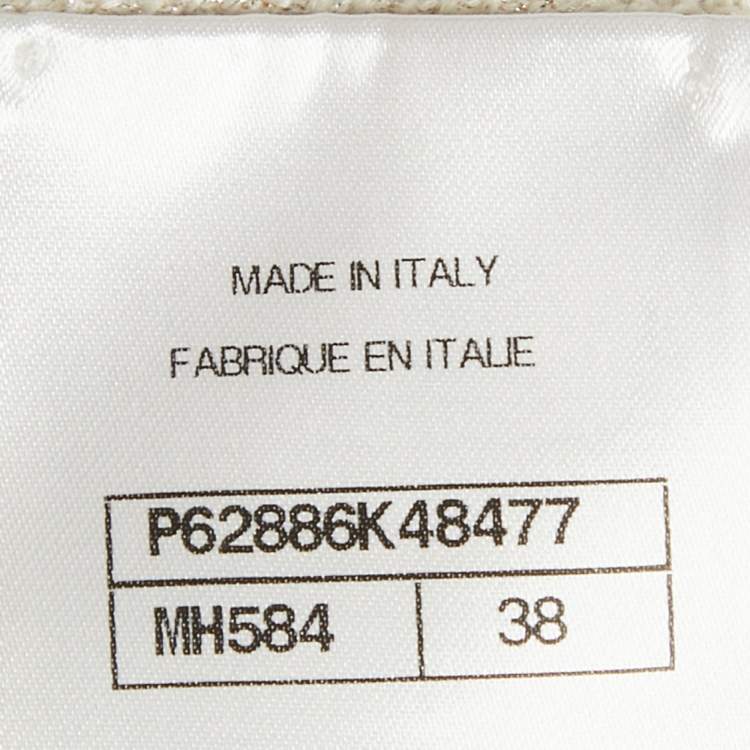 MADE IN ITALY
FABRIQUE EN ITALIE
P62886K48477
MH584 38